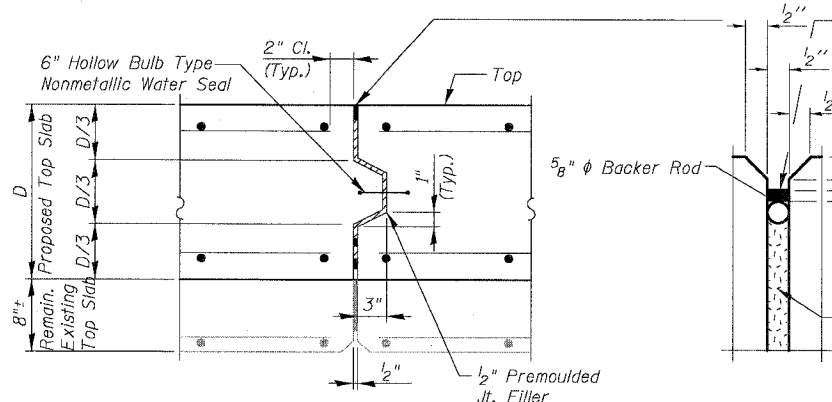 6" Hollow Bulb Type
Nonmetallic Water Seal
2" Cl.
(Typ.)
Top
1/2"
1/2"
1/2
5/8" φ Backer Rod
1"
(Typ.)
D
Proposed Top Slab
D/3
D/3
D/3
8"±
Remain.
Existing
Top Slab
3"
1/2"
1/2" Premoulded
Jt. Filler